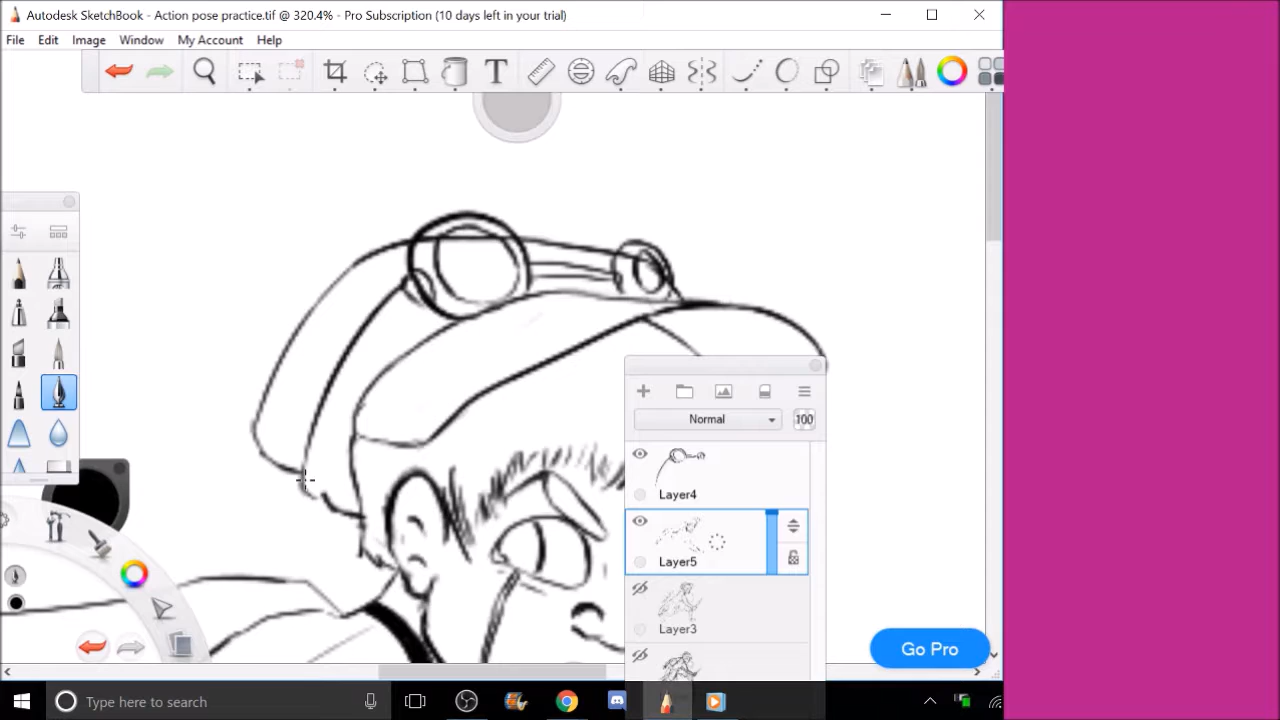 Autodesk SketchBook - Action pose practice.tif @ 320.4% - Pro Subscription (10 days left in your trial)
File Edit Image Window My Account Help
T
Normal 100
Layer4
Layer5
Layer3
Go Pro
Type here to search